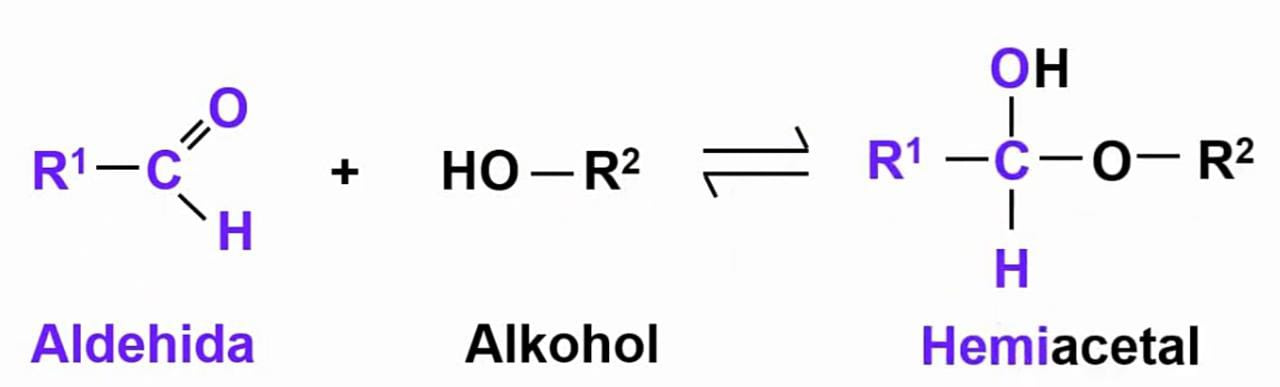 R¹—C=O
H
+
HO—R² ⇌
OH
R¹—C—O—R²
H
Aldehida Alkohol Hemiacetal